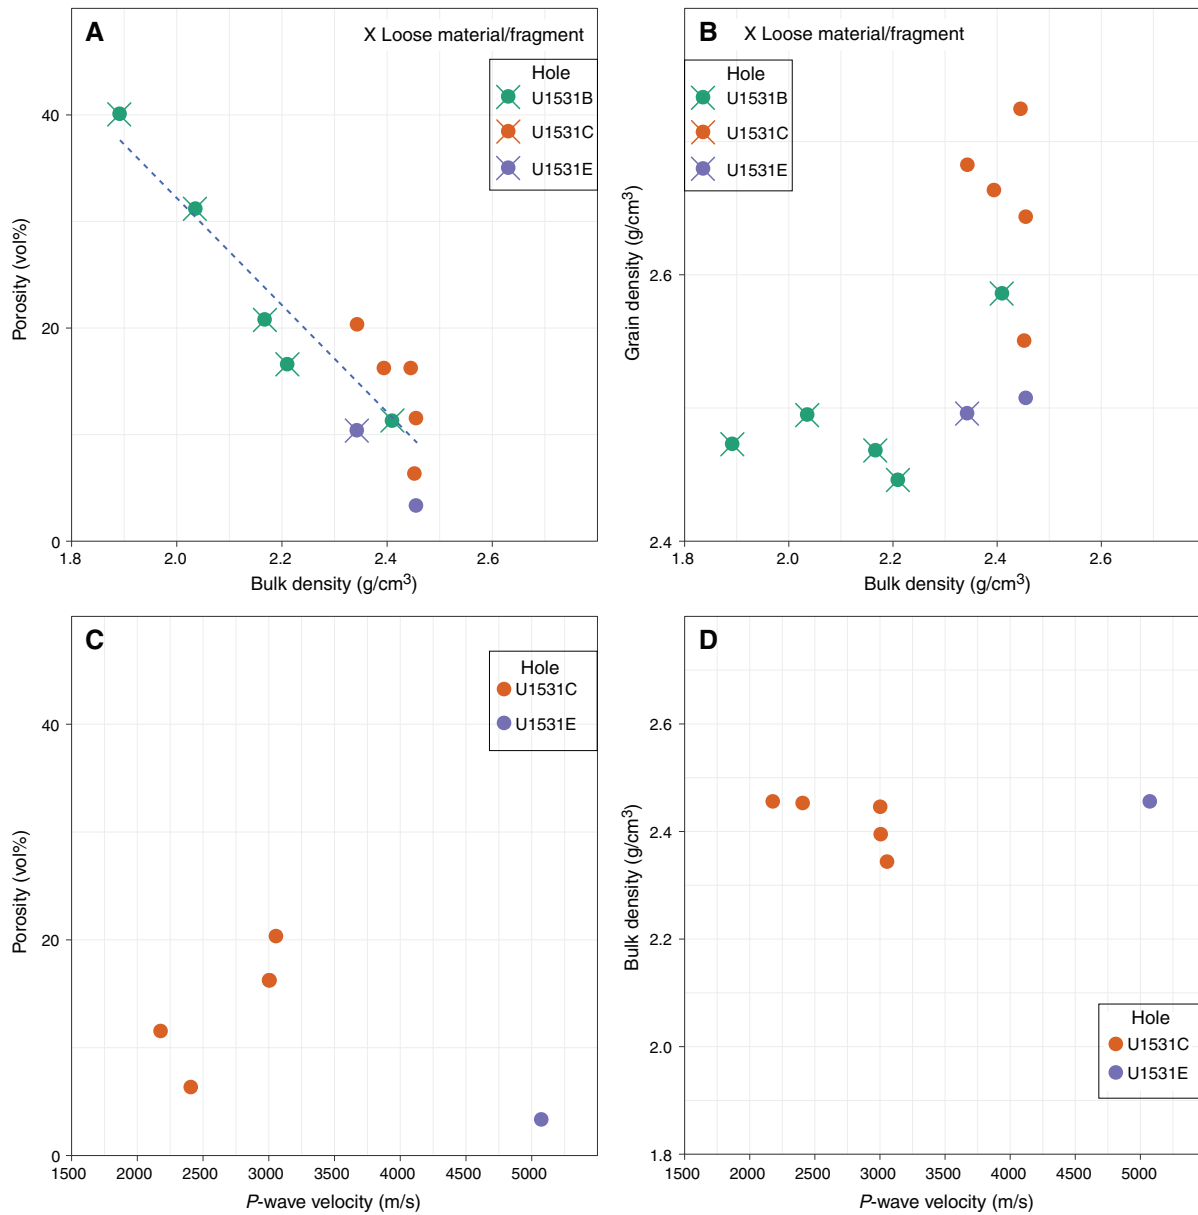 A
X Loose material/fragment
Hole
U1531B
U1531C
U1531E
Porosity (vol%)
40
20
0
1.8 2.0 2.2 2.4 2.6
Bulk density (g/cm³)
B
X Loose material/fragment
Hole
U1531B
U1531C
U1531E
Grain density (g/cm³)
2.6
2.4
1.8 2.0 2.2 2.4 2.6
Bulk density (g/cm³)
C
Hole
U1531C
U1531E
Porosity (vol%)
40
20
0
1500 2000 2500 3000 3500 4000 4500 5000
P-wave velocity (m/s)
D
Bulk density (g/cm³)
2.6
2.4
2.2
2.0
1.8
Hole
U1531C
U1531E
1500 2000 2500 3000 3500 4000 4500 5000
P-wave velocity (m/s)